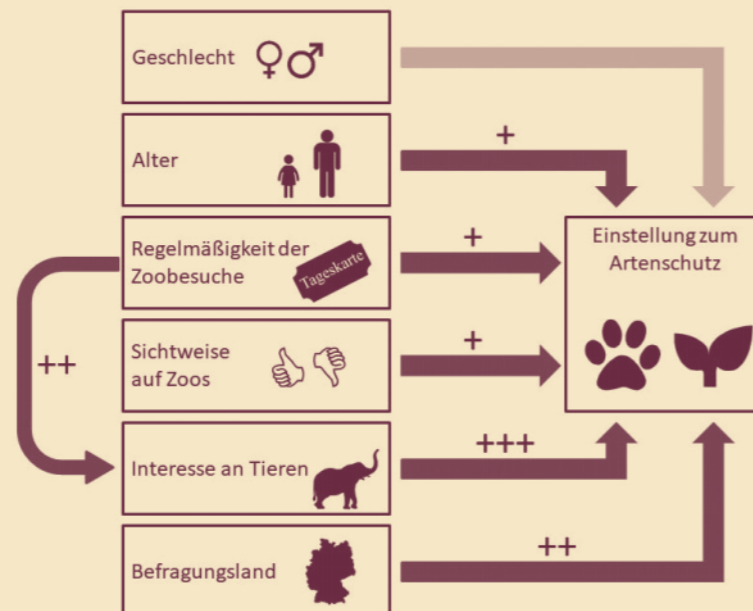 Geschlecht
Alter
+
Regelmäßigkeit der
Zoobesuche
Tageskarte
+
Einstellung zum
Artenschutz
++
Sichtweise
auf Zoos
+
Interesse an Tieren
+++
Befragungsland
++